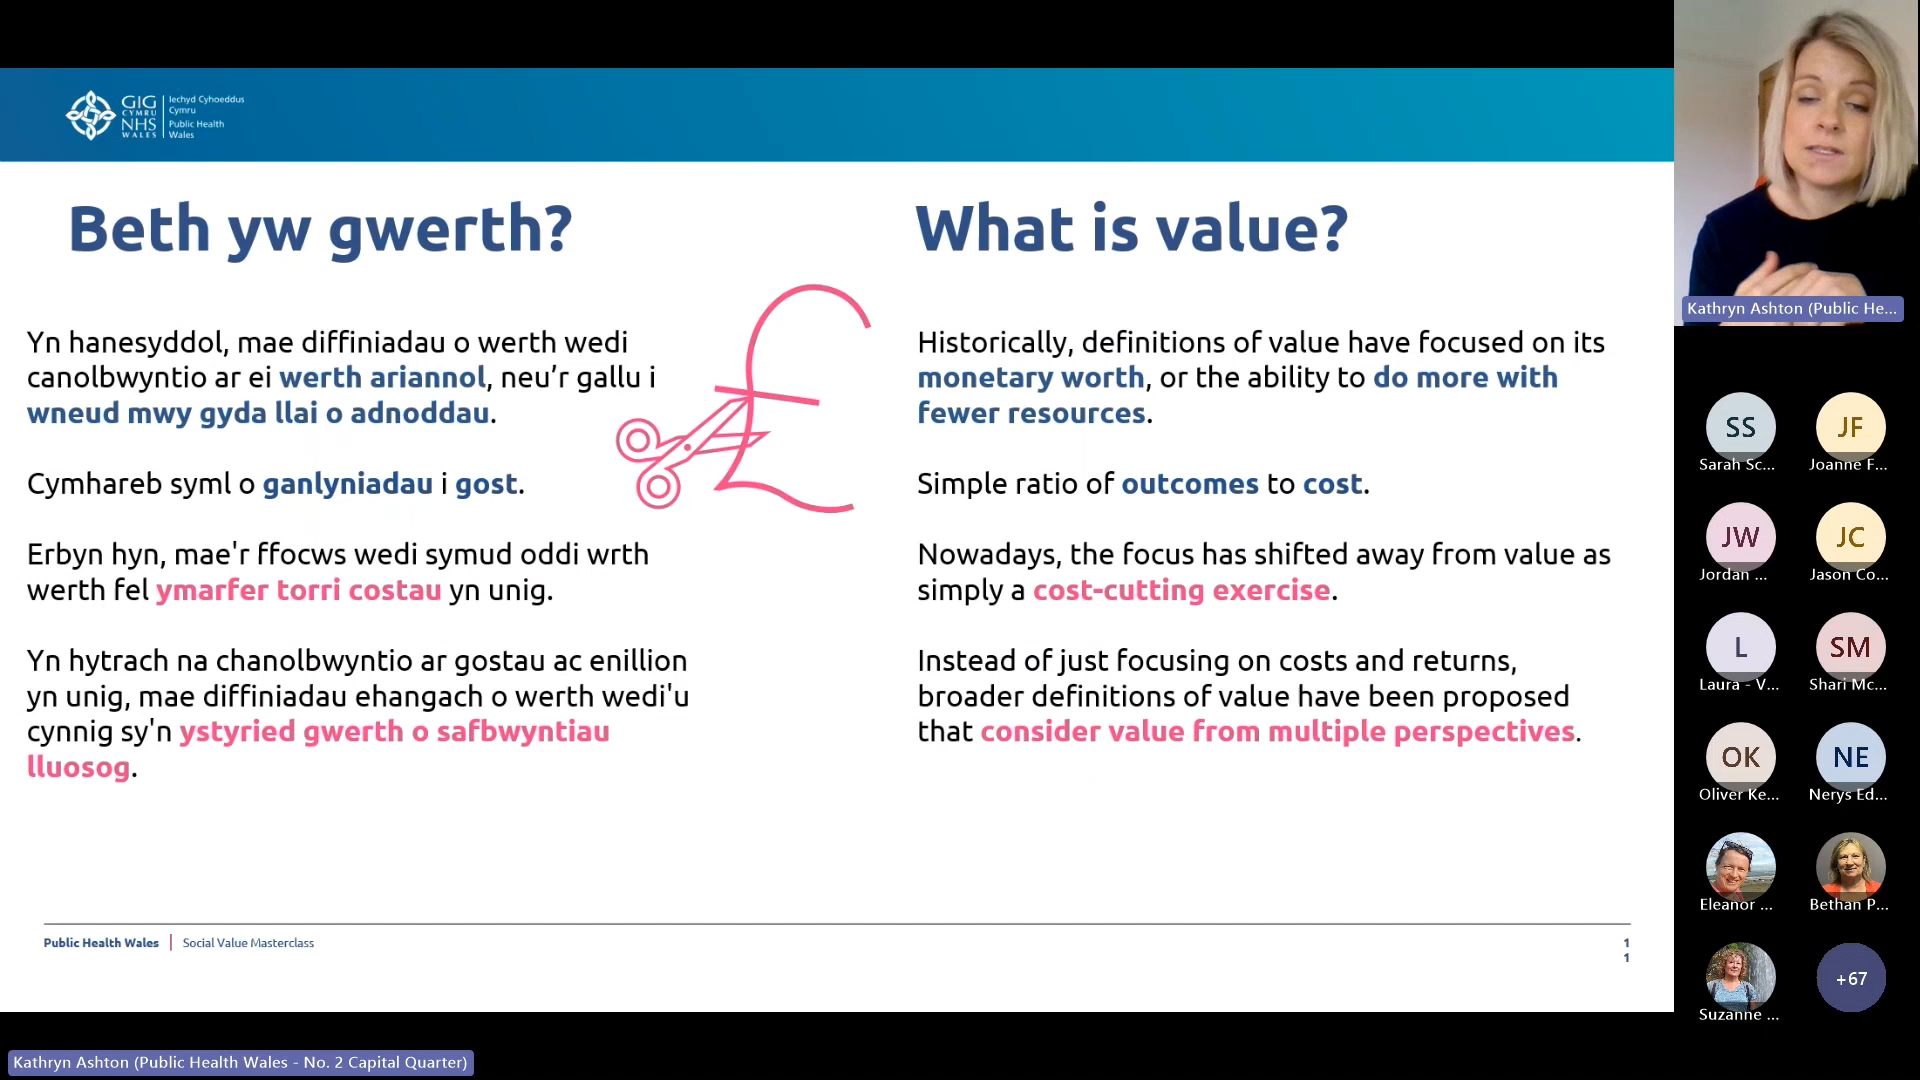 GIG
CYMRU
NHS
WALES
Iechyd Cyhoeddus
Cymru
Public Health
Wales
Beth yw gwerth?
Yn hanesyddol, mae diffiniadau o werth wedi
canolbwyntio ar ei werth ariannol, neu’r gallu i
wneud mwy gyda llai o adnoddau.
Cymhareb syml o ganlyniadau i gost.
Erbyn hyn, mae'r ffocws wedi symud oddi wrth
werth fel ymarfer torri costau yn unig.
Yn hytrach na chanolbwyntio ar gostau ac enillion
yn unig, mae diffiniadau ehangach o werth wedi'u
cynnig sy'n ystyried gwerth o safbwyntiau
lluosog.
£
What is value?
Historically, definitions of value have focused on its
monetary worth, or the ability to do more with
fewer resources.
Simple ratio of outcomes to cost.
Nowadays, the focus has shifted away from value as
simply a cost-cutting exercise.
Instead of just focusing on costs and returns,
broader definitions of value have been proposed
that consider value from multiple perspectives.
Public Health Wales | Social Value Masterclass
1
1
Kathryn Ashton (Public He...
SS
Sarah Sc...
JF
Joanne F...
JW
Jordan ...
JC
Jason Co...
L
Laura - V...
SM
Shari Mc...
OK
Oliver Ke...
NE
Nerys Ed...
Eleanor ...
Bethan P...
Suzanne ...
+67
Kathryn Ashton (Public Health Wales - No. 2 Capital Quarter)